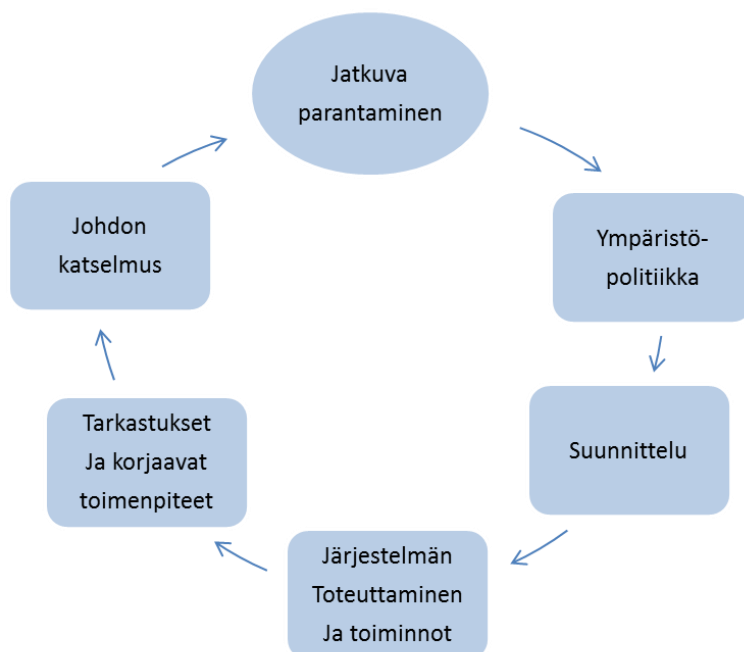 Jatkuva
parantaminen
Ympäristö-
politiikka
Suunnittelu
Järjestelmän
Toteuttaminen
Ja toiminnot
Tarkastukset
Ja korjaavat
toimenpiteet
Johdon
katselmus